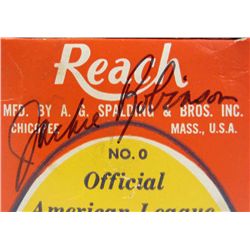 Reach
MFD. BY A. G. SPALDING & BROS. INC.
Jackie Robinson
CHICOPEE, MASS., U.S.A.
NO. 0
Official
American League